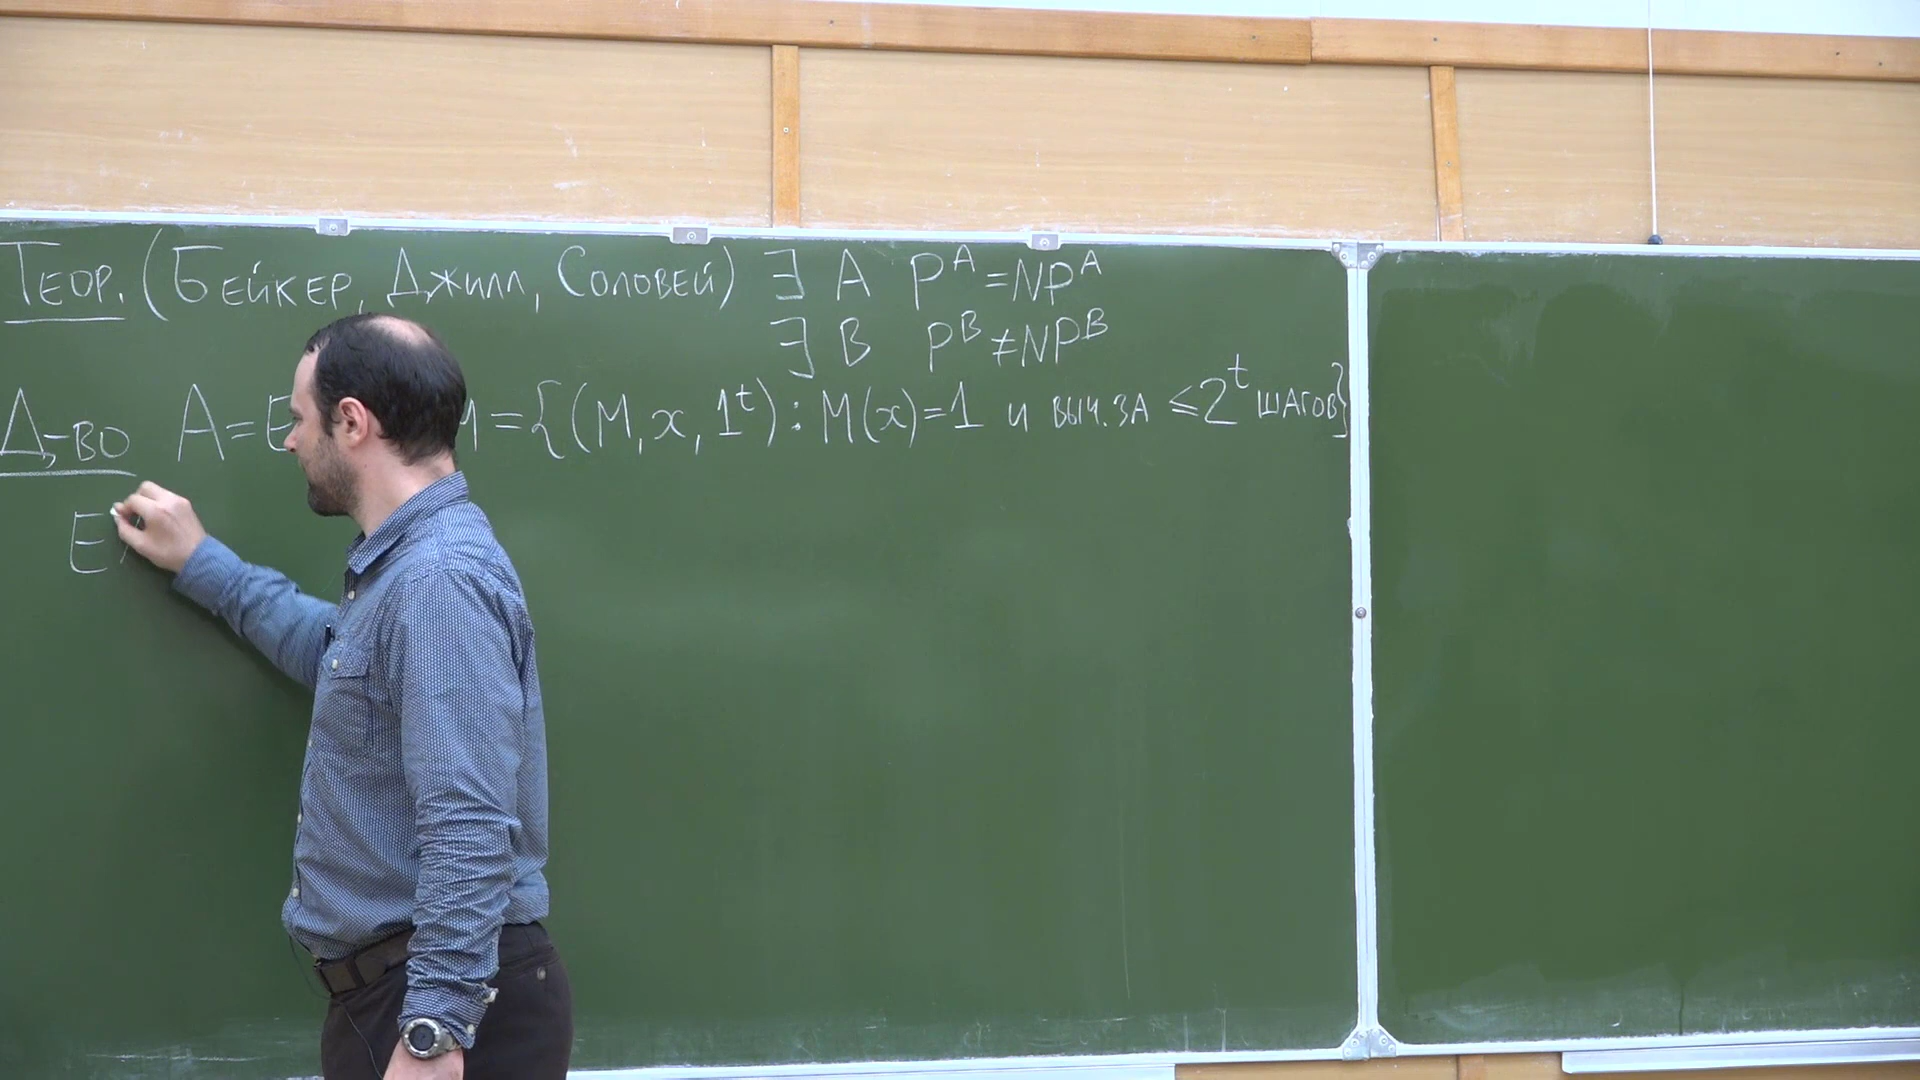 Теор. (Бейкер, Джилл, Соловей) ∃ A P^A = NP^A
∃ B P^B ≠ NP^B
Д-во A = E M = {(M, x, 1^t) : M(x) = 1 и выч. за ≤ 2^t шагов}
E